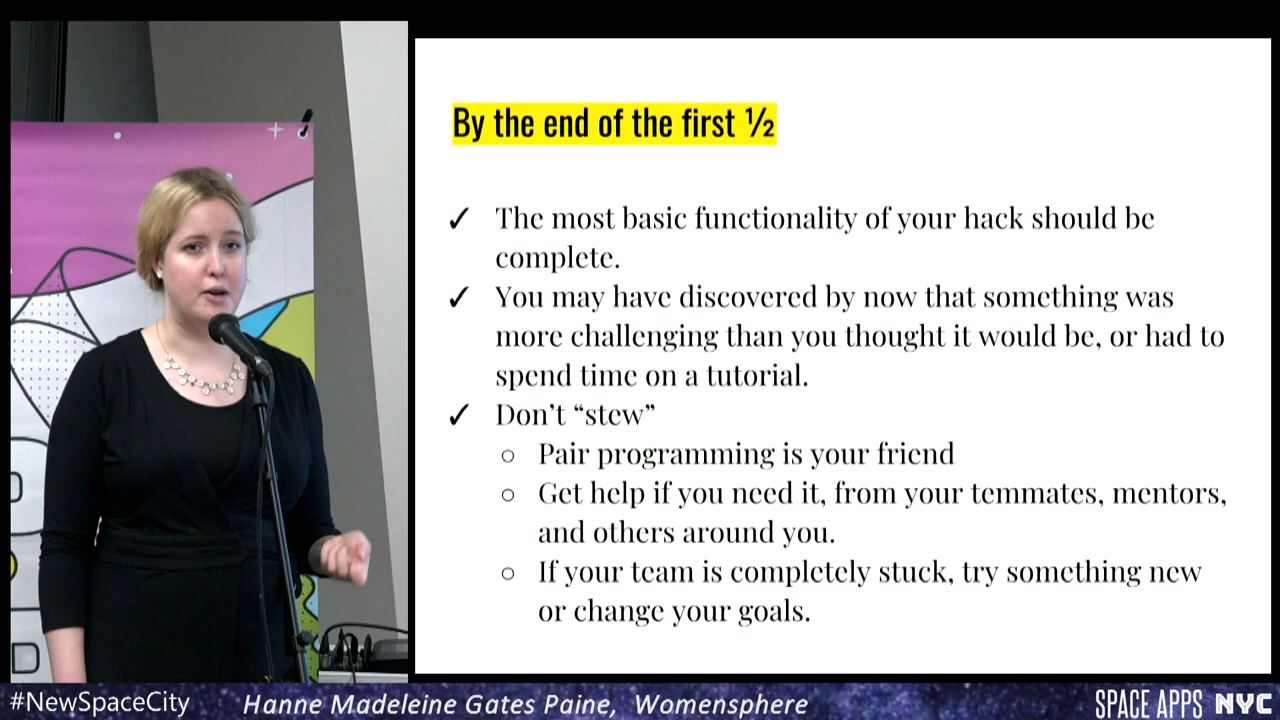 By the end of the first ½
✓ The most basic functionality of your hack should be
complete.
✓ You may have discovered by now that something was
more challenging than you thought it would be, or had to
spend time on a tutorial.
✓ Don’t “stew”
○ Pair programming is your friend
○ Get help if you need it, from your temmates, mentors,
and others around you.
○ If your team is completely stuck, try something new
or change your goals.
#NewSpaceCity
Hanne Madeleine Gates Paine, Womensphere
SPACE APPS NYC